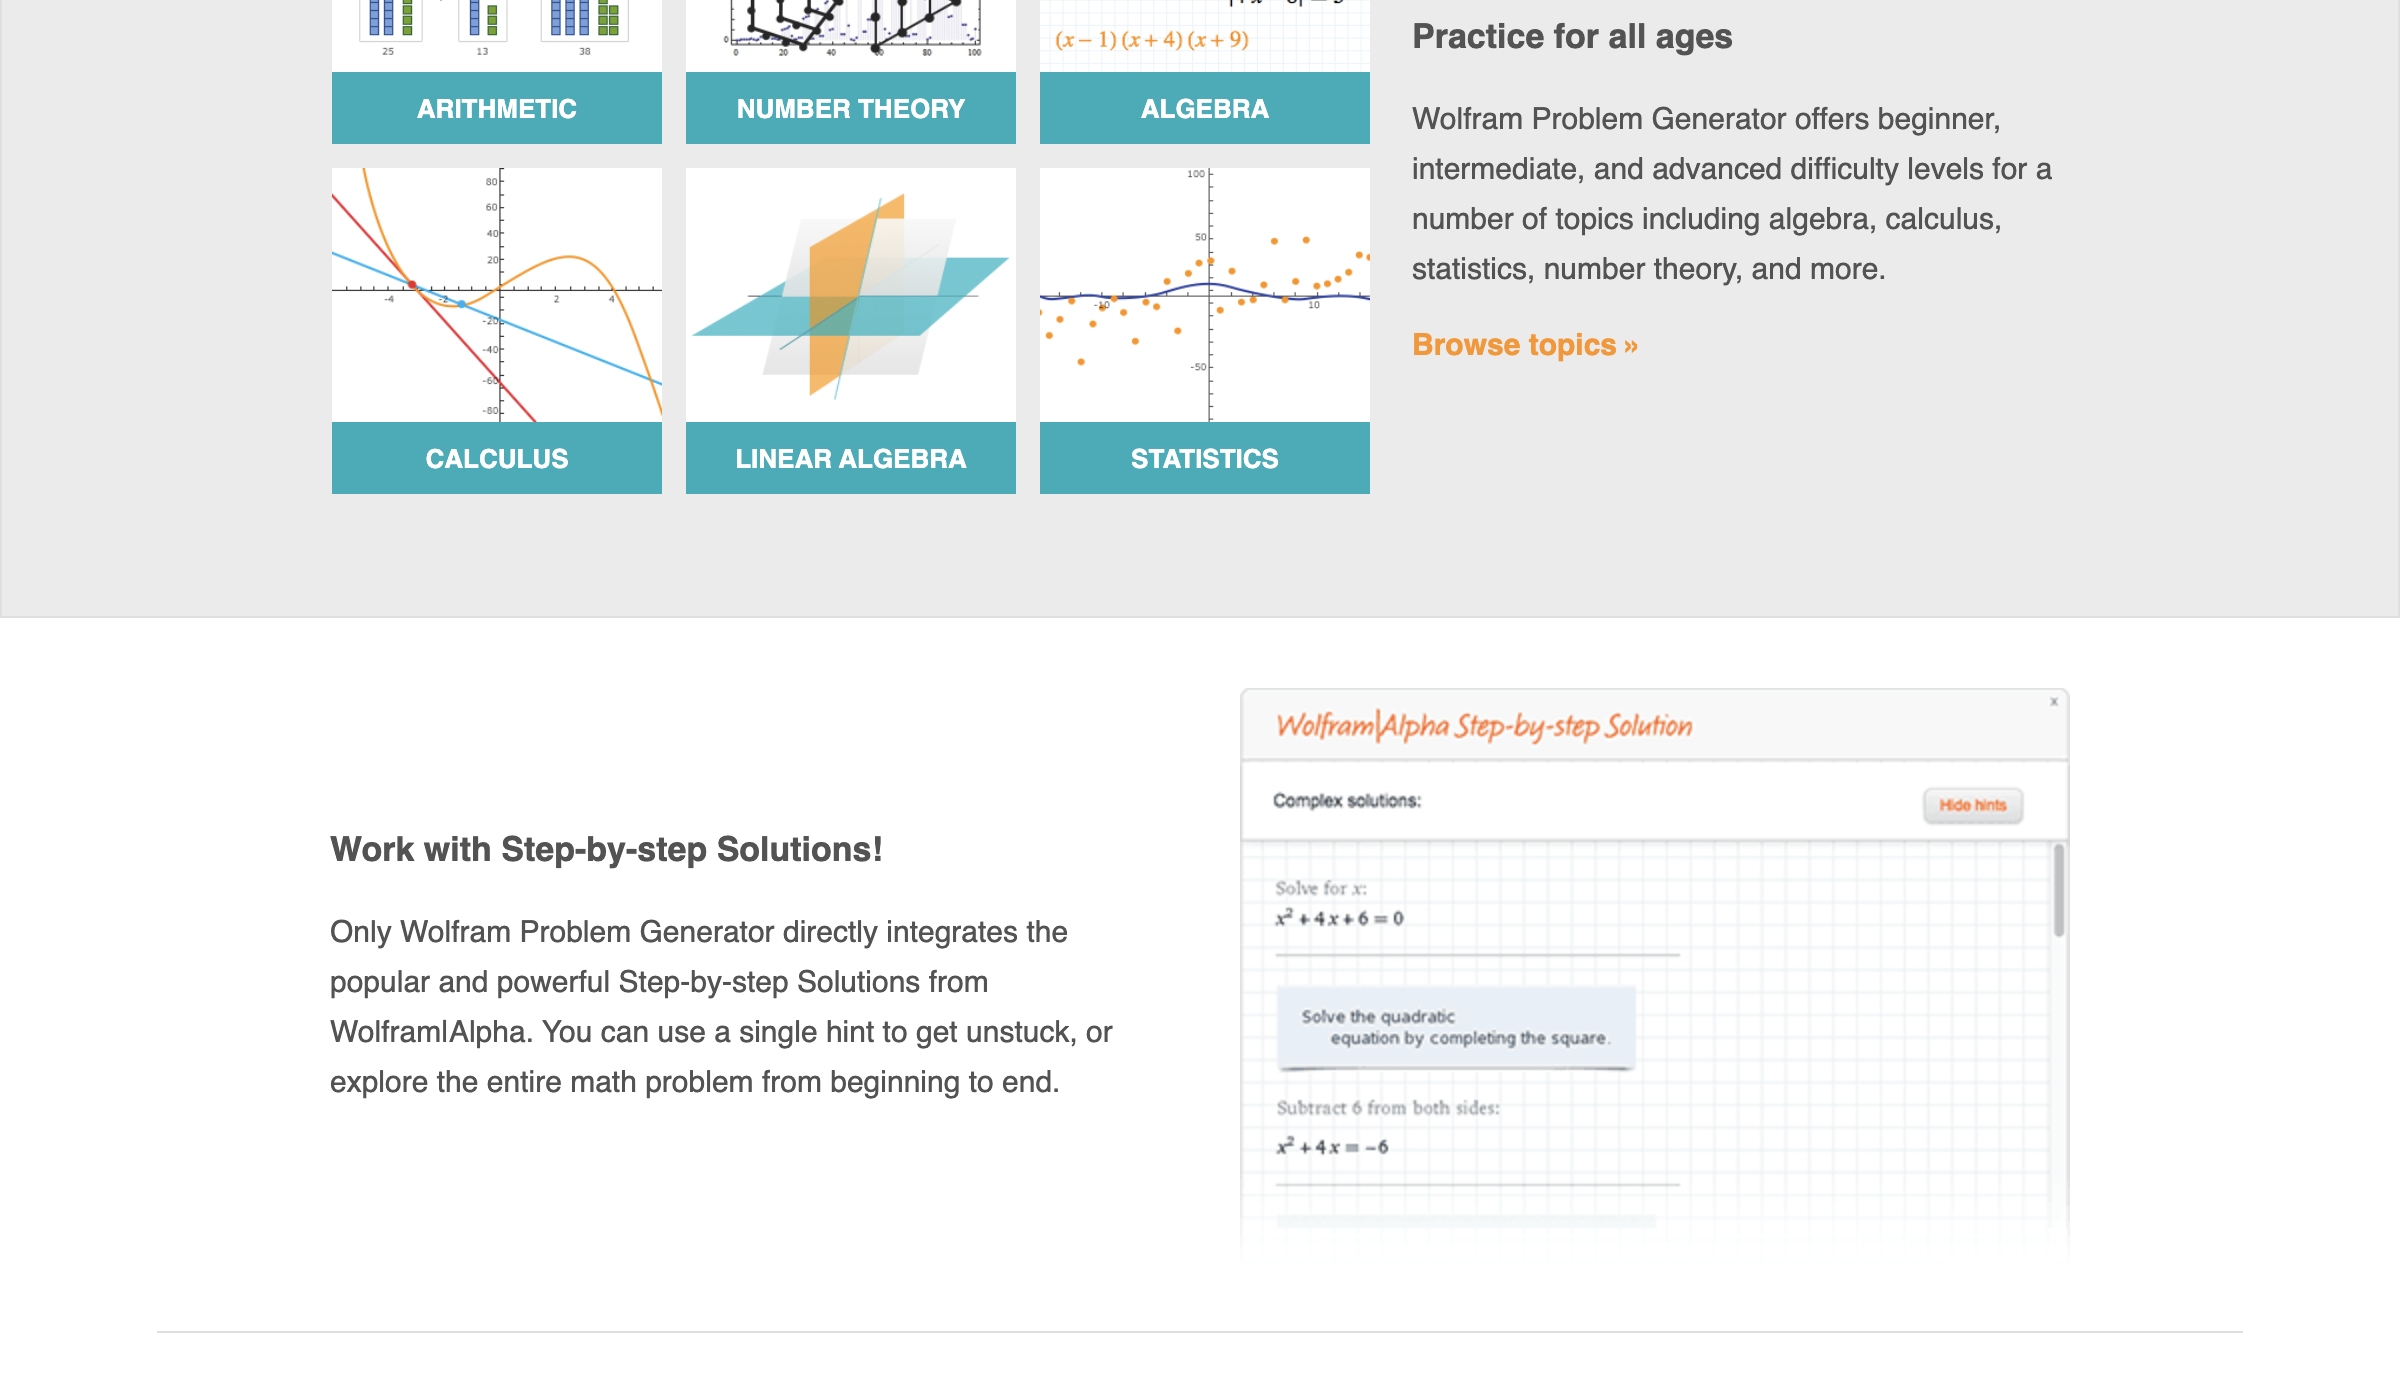 25 13 38
0
0 20 40 60 80 100
(x − 1) (x + 4) (x + 9)
ARITHMETIC
NUMBER THEORY
ALGEBRA
Practice for all ages
Wolfram Problem Generator offers beginner,
intermediate, and advanced difficulty levels for a
number of topics including algebra, calculus,
statistics, number theory, and more.
Browse topics »
80
60
40
20
-4 -2 2 4
-20
-40
-60
-80
100
50
-10 10
-50
CALCULUS
LINEAR ALGEBRA
STATISTICS
Work with Step-by-step Solutions!
Only Wolfram Problem Generator directly integrates the
popular and powerful Step-by-step Solutions from
Wolfram|Alpha. You can use a single hint to get unstuck, or
explore the entire math problem from beginning to end.
x
Wolfram|Alpha Step-by-step Solution
Complex solutions:
Hide hints
Solve for x:
x² + 4x + 6 = 0
Solve the quadratic
equation by completing the square.
Subtract 6 from both sides:
x² + 4x = −6